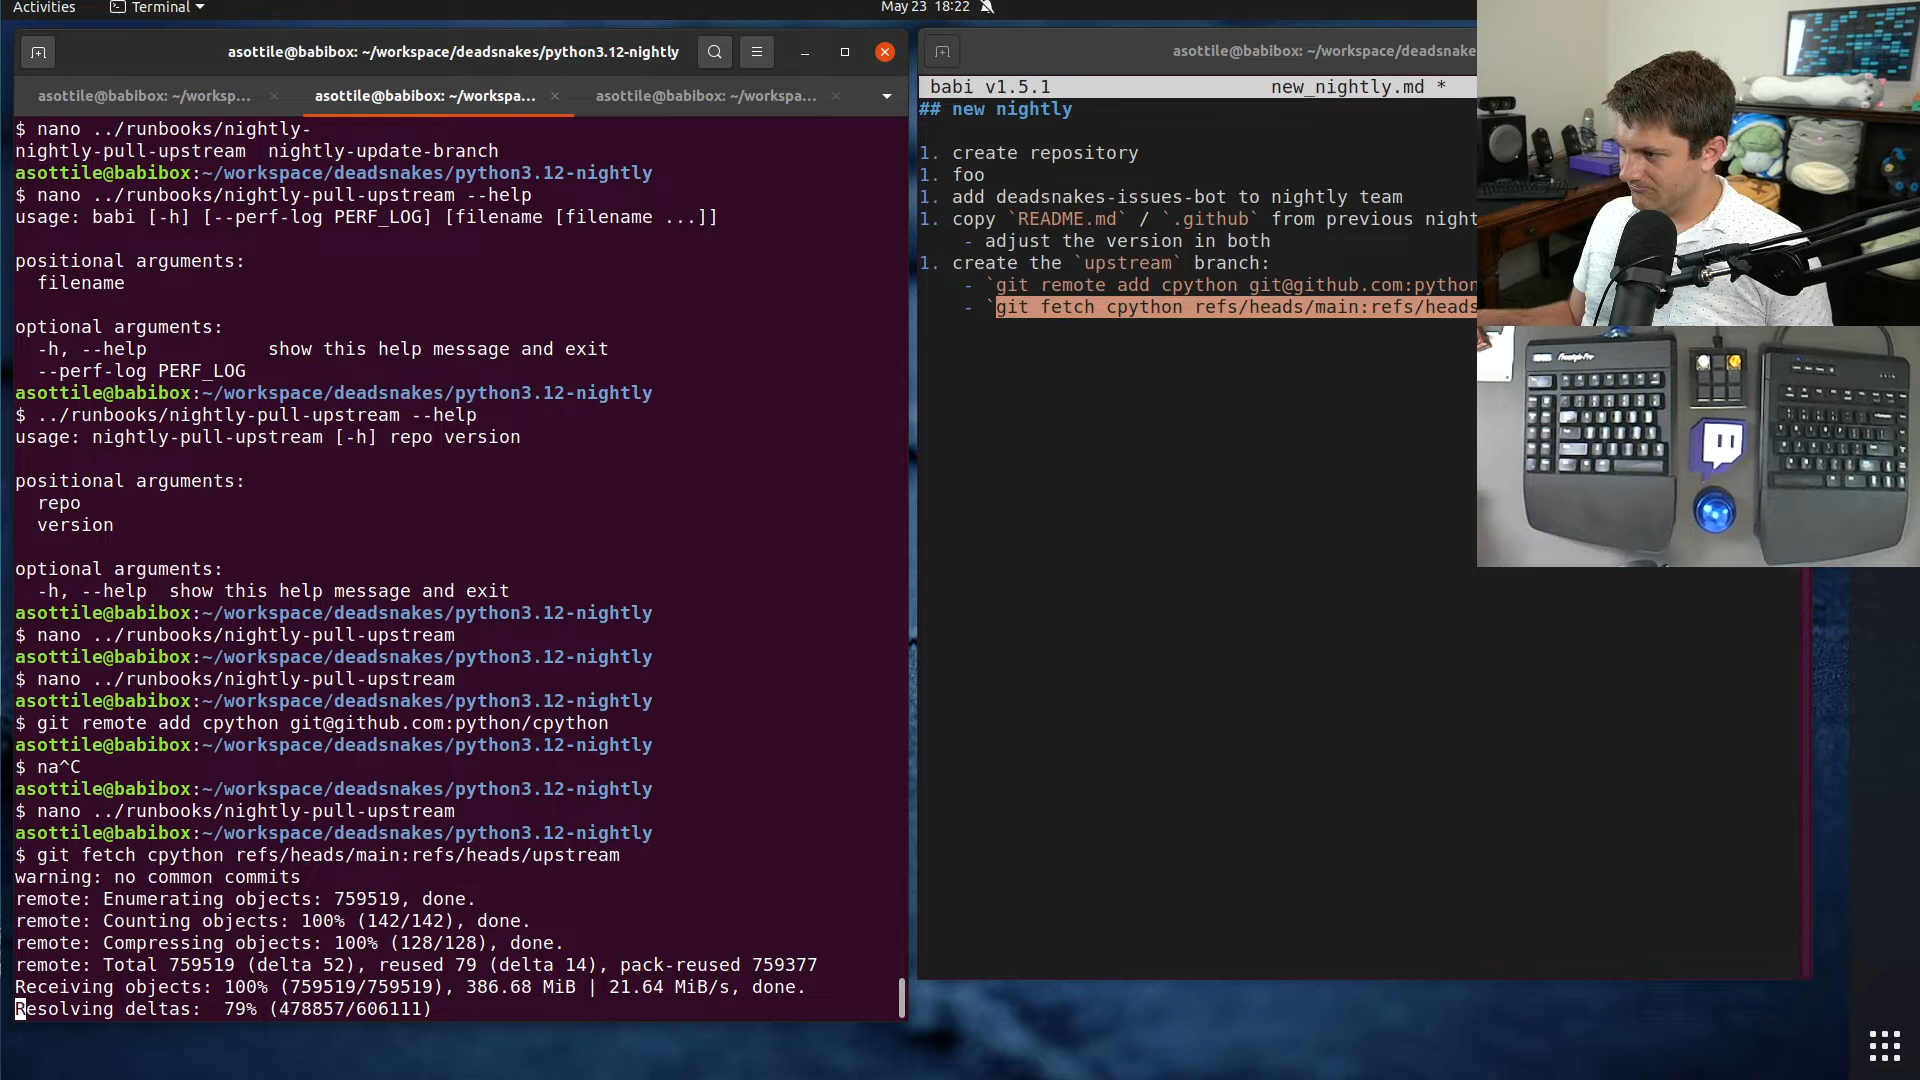 Activities
Terminal
May 23 18:22
asottile@babibox: ~/workspace/deadsnakes/python3.12-nightly
asottile@babibox: ~/worksp...
asottile@babibox: ~/workspa...
asottile@babibox: ~/workspa...
$ nano ../runbooks/nightly-
nightly-pull-upstream  nightly-update-branch
asottile@babibox:~/workspace/deadsnakes/python3.12-nightly
$ nano ../runbooks/nightly-pull-upstream --help
usage: babi [-h] [--perf-log PERF_LOG] [filename [filename ...]]
positional arguments:
  filename
optional arguments:
  -h, --help           show this help message and exit
  --perf-log PERF_LOG
asottile@babibox:~/workspace/deadsnakes/python3.12-nightly
$ ../runbooks/nightly-pull-upstream --help
usage: nightly-pull-upstream [-h] repo version
positional arguments:
  repo
  version
optional arguments:
  -h, --help  show this help message and exit
asottile@babibox:~/workspace/deadsnakes/python3.12-nightly
$ nano ../runbooks/nightly-pull-upstream
asottile@babibox:~/workspace/deadsnakes/python3.12-nightly
$ nano ../runbooks/nightly-pull-upstream
asottile@babibox:~/workspace/deadsnakes/python3.12-nightly
$ git remote add cpython git@github.com:python/cpython
asottile@babibox:~/workspace/deadsnakes/python3.12-nightly
$ na^C
asottile@babibox:~/workspace/deadsnakes/python3.12-nightly
$ nano ../runbooks/nightly-pull-upstream
asottile@babibox:~/workspace/deadsnakes/python3.12-nightly
$ git fetch cpython refs/heads/main:refs/heads/upstream
warning: no common commits
remote: Enumerating objects: 759519, done.
remote: Counting objects: 100% (142/142), done.
remote: Compressing objects: 100% (128/128), done.
remote: Total 759519 (delta 52), reused 79 (delta 14), pack-reused 759377
Receiving objects: 100% (759519/759519), 386.68 MiB | 21.64 MiB/s, done.
Resolving deltas:  79% (478857/606111)
asottile@babibox: ~/workspace/deadsnake
babi v1.5.1
new_nightly.md *
## new nightly
1. create repository
1. foo
1. add deadsnakes-issues-bot to nightly team
1. copy `README.md` / `.github` from previous night
    - adjust the version in both
1. create the `upstream` branch:
    - `git remote add cpython git@github.com:python
    - `git fetch cpython refs/heads/main:refs/heads